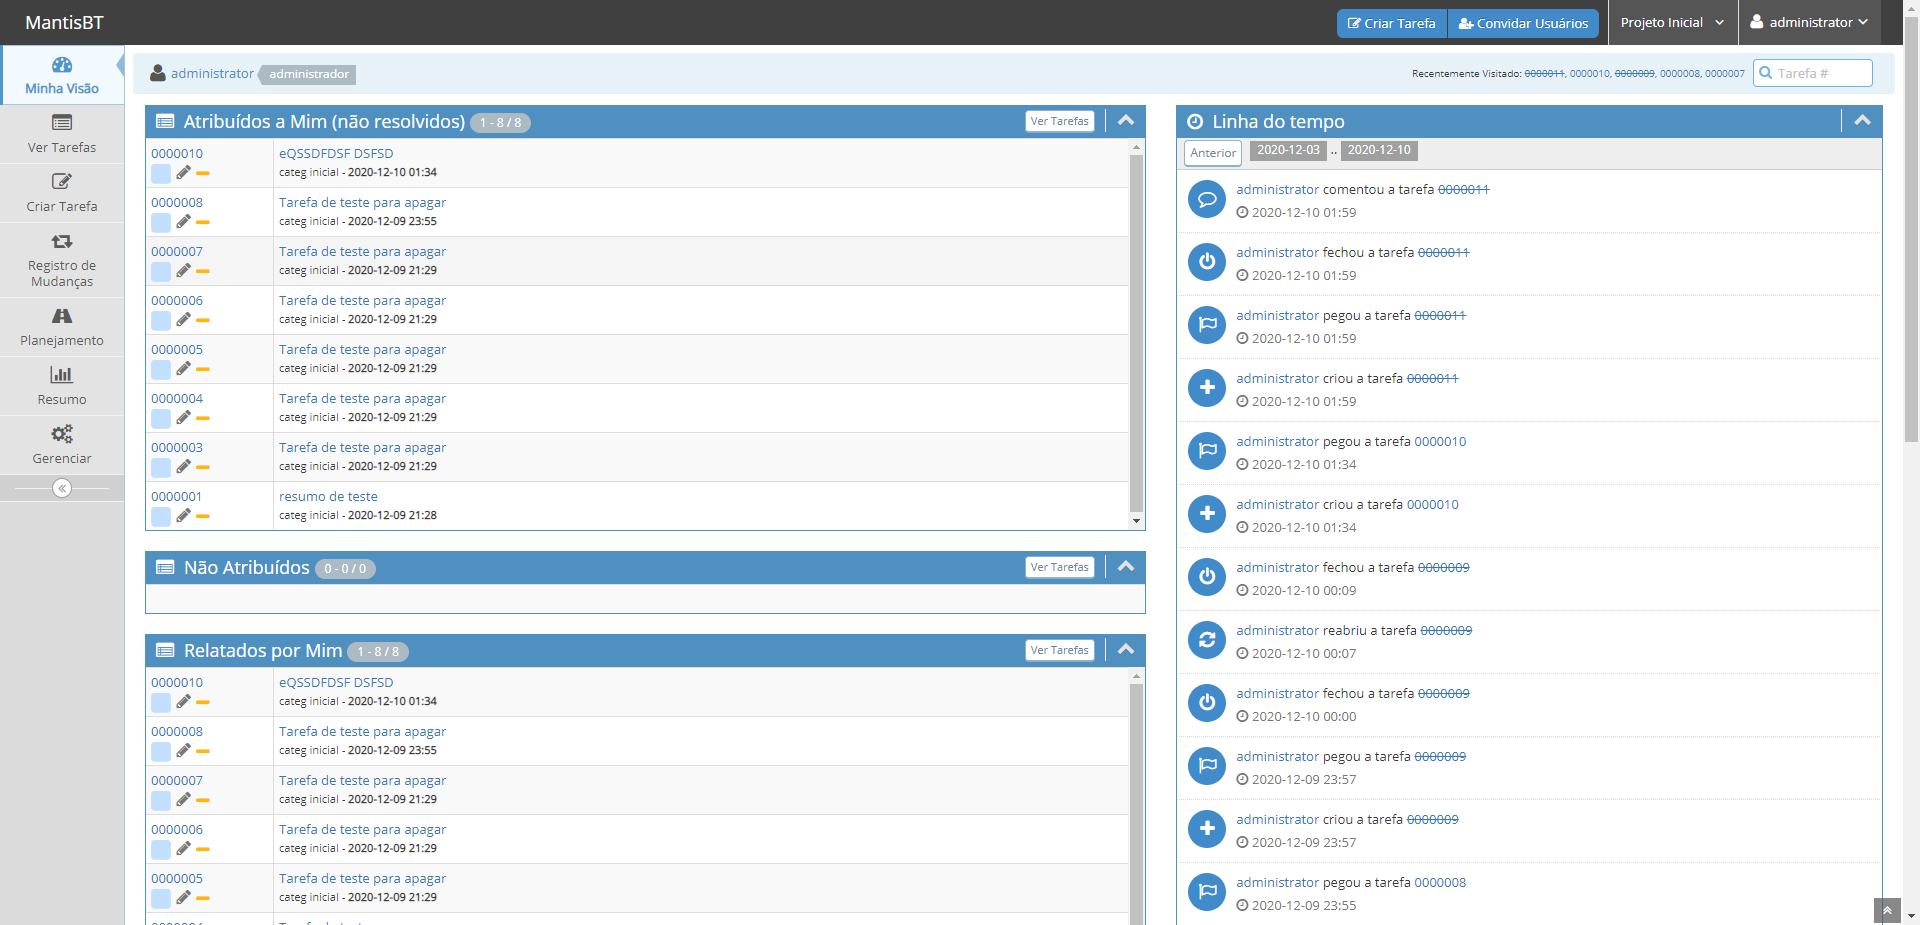 MantisBT
Criar Tarefa
Convidar Usuários
Projeto Inicial
administrator
Minha Visão
Ver Tarefas
Criar Tarefa
Registro de
Mudanças
Planejamento
Resumo
Gerenciar
administrator administrador
Recentemente Visitado: 0000011, 0000010, 0000009, 0000008, 0000007
Tarefa #
Atribuídos a Mim (não resolvidos) 1 - 8 / 8
Ver Tarefas
0000010 eQSSDFDSF DSFSD
categ inicial - 2020-12-10 01:34
0000008 Tarefa de teste para apagar
categ inicial - 2020-12-09 23:55
0000007 Tarefa de teste para apagar
categ inicial - 2020-12-09 21:29
0000006 Tarefa de teste para apagar
categ inicial - 2020-12-09 21:29
0000005 Tarefa de teste para apagar
categ inicial - 2020-12-09 21:29
0000004 Tarefa de teste para apagar
categ inicial - 2020-12-09 21:29
0000003 Tarefa de teste para apagar
categ inicial - 2020-12-09 21:29
0000001 resumo de teste
categ inicial - 2020-12-09 21:28
Não Atribuídos 0 - 0 / 0
Ver Tarefas
Relatados por Mim 1 - 8 / 8
Ver Tarefas
0000010 eQSSDFDSF DSFSD
categ inicial - 2020-12-10 01:34
0000008 Tarefa de teste para apagar
categ inicial - 2020-12-09 23:55
0000007 Tarefa de teste para apagar
categ inicial - 2020-12-09 21:29
0000006 Tarefa de teste para apagar
categ inicial - 2020-12-09 21:29
0000005 Tarefa de teste para apagar
categ inicial - 2020-12-09 21:29
Linha do tempo
Anterior 2020-12-03 .. 2020-12-10
administrator comentou a tarefa 0000011
2020-12-10 01:59
administrator fechou a tarefa 0000011
2020-12-10 01:59
administrator pegou a tarefa 0000011
2020-12-10 01:59
administrator criou a tarefa 0000011
2020-12-10 01:59
administrator pegou a tarefa 0000010
2020-12-10 01:34
administrator criou a tarefa 0000010
2020-12-10 01:34
administrator fechou a tarefa 0000009
2020-12-10 00:09
administrator reabriu a tarefa 0000009
2020-12-10 00:07
administrator fechou a tarefa 0000009
2020-12-10 00:00
administrator pegou a tarefa 0000009
2020-12-09 23:57
administrator criou a tarefa 0000009
2020-12-09 23:57
administrator pegou a tarefa 0000008
2020-12-09 23:55